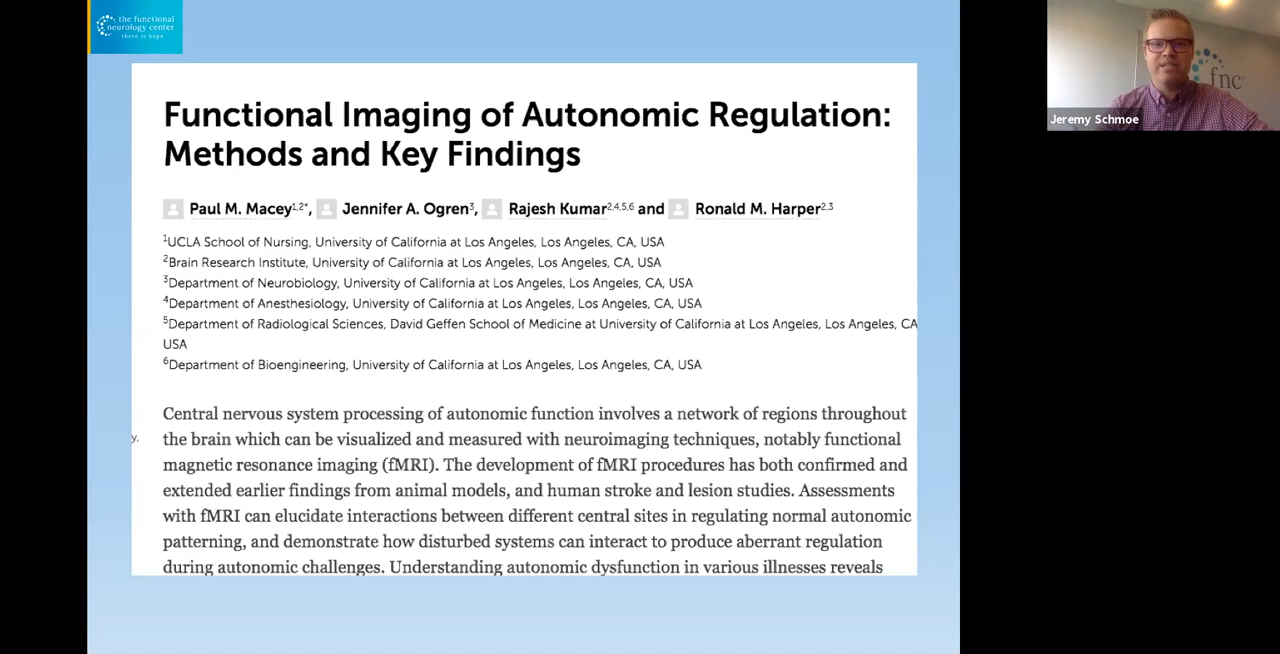 the functional
neurology center
there is hope
Functional Imaging of Autonomic Regulation:
Methods and Key Findings
Paul M. Macey1,2*, Jennifer A. Ogren3, Rajesh Kumar2,4,5,6 and Ronald M. Harper2,3
1UCLA School of Nursing, University of California at Los Angeles, Los Angeles, CA, USA
2Brain Research Institute, University of California at Los Angeles, Los Angeles, CA, USA
3Department of Neurobiology, University of California at Los Angeles, Los Angeles, CA, USA
4Department of Anesthesiology, University of California at Los Angeles, Los Angeles, CA, USA
5Department of Radiological Sciences, David Geffen School of Medicine at University of California at Los Angeles, Los Angeles, CA
USA
6Department of Bioengineering, University of California at Los Angeles, Los Angeles, CA, USA
Central nervous system processing of autonomic function involves a network of regions throughout
y, the brain which can be visualized and measured with neuroimaging techniques, notably functional
magnetic resonance imaging (fMRI). The development of fMRI procedures has both confirmed and
extended earlier findings from animal models, and human stroke and lesion studies. Assessments
with fMRI can elucidate interactions between different central sites in regulating normal autonomic
patterning, and demonstrate how disturbed systems can interact to produce aberrant regulation
during autonomic challenges. Understanding autonomic dysfunction in various illnesses reveals
fnc
Jeremy Schmoe